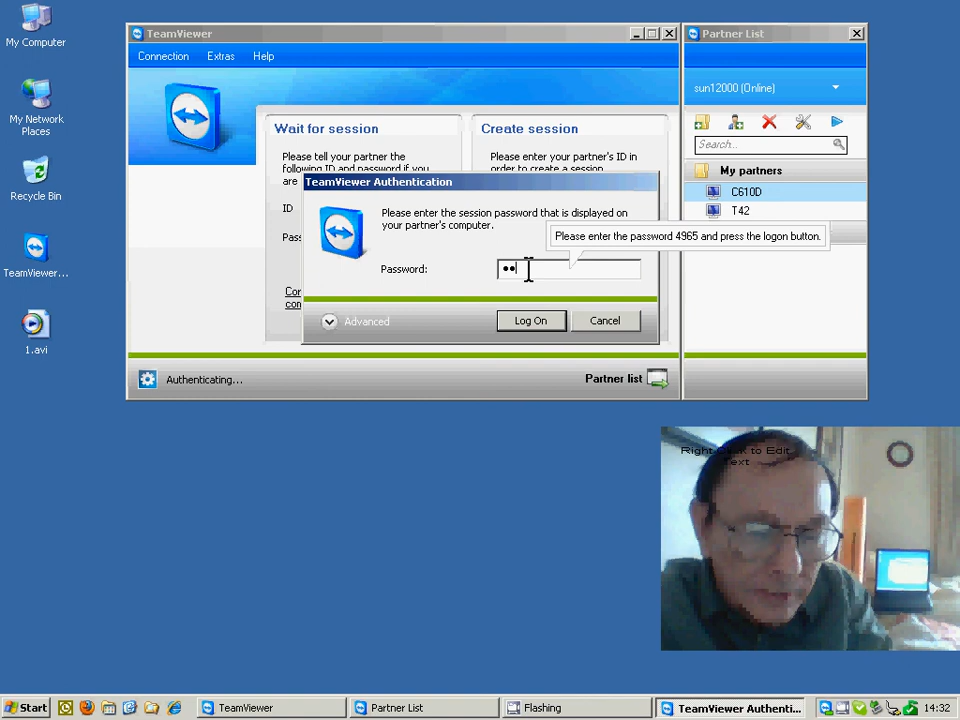 My Computer
My Network
Places
Recycle Bin
TeamViewer...
1.avi
TeamViewer
Connection Extras Help
Wait for session
Please tell your partner the
following ID and password if you
are
ID
Pass
Create session
Please enter your partner's ID in
order to create a session.
TeamViewer Authentication
Please enter the session password that is displayed on
your partner's computer.
Please enter the password 4965 and press the logon button.
Password:
Advanced
Log On
Cancel
Authenticating...
Partner list
Partner List
sun12000 (Online)
Search...
My partners
C610D
T42
Right Click to Edit
Text
Start
TeamViewer
Partner List
Flashing
TeamViewer Authenti...
14:32